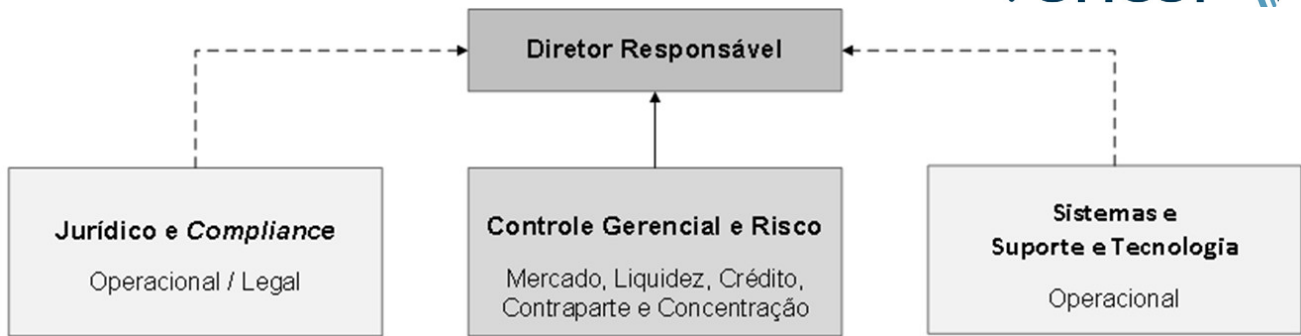 Diretor Responsável
Jurídico e Compliance
Operacional / Legal
Controle Gerencial e Risco
Mercado, Liquidez, Crédito,
Contraparte e Concentração
Sistemas e
Suporte e Tecnologia
Operacional